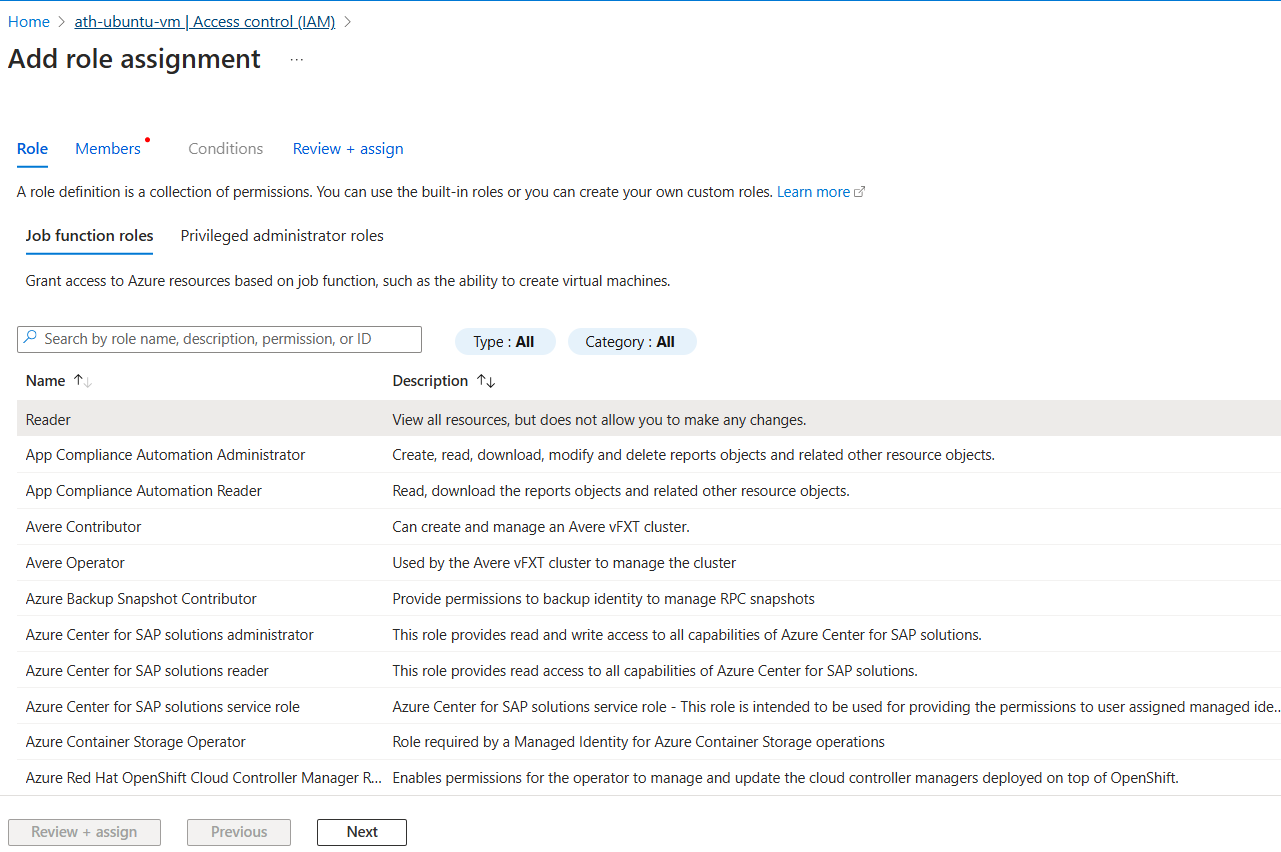 Home > ath-ubuntu-vm | Access control (IAM) >
Add role assignment ...
Role Members Conditions Review + assign
A role definition is a collection of permissions. You can use the built-in roles or you can create your own custom roles. Learn more
Job function roles Privileged administrator roles
Grant access to Azure resources based on job function, such as the ability to create virtual machines.
Search by role name, description, permission, or ID Type : All Category : All
Name ↑↓ Description ↑↓
Reader View all resources, but does not allow you to make any changes.
App Compliance Automation Administrator Create, read, download, modify and delete reports objects and related other resource objects.
App Compliance Automation Reader Read, download the reports objects and related other resource objects.
Avere Contributor Can create and manage an Avere vFXT cluster.
Avere Operator Used by the Avere vFXT cluster to manage the cluster
Azure Backup Snapshot Contributor Provide permissions to backup identity to manage RPC snapshots
Azure Center for SAP solutions administrator This role provides read and write access to all capabilities of Azure Center for SAP solutions.
Azure Center for SAP solutions reader This role provides read access to all capabilities of Azure Center for SAP solutions.
Azure Center for SAP solutions service role Azure Center for SAP solutions service role - This role is intended to be used for providing the permissions to user assigned managed ide...
Azure Container Storage Operator Role required by a Managed Identity for Azure Container Storage operations
Azure Red Hat OpenShift Cloud Controller Manager R... Enables permissions for the operator to manage and update the cloud controller managers deployed on top of OpenShift.
Review + assign Previous Next